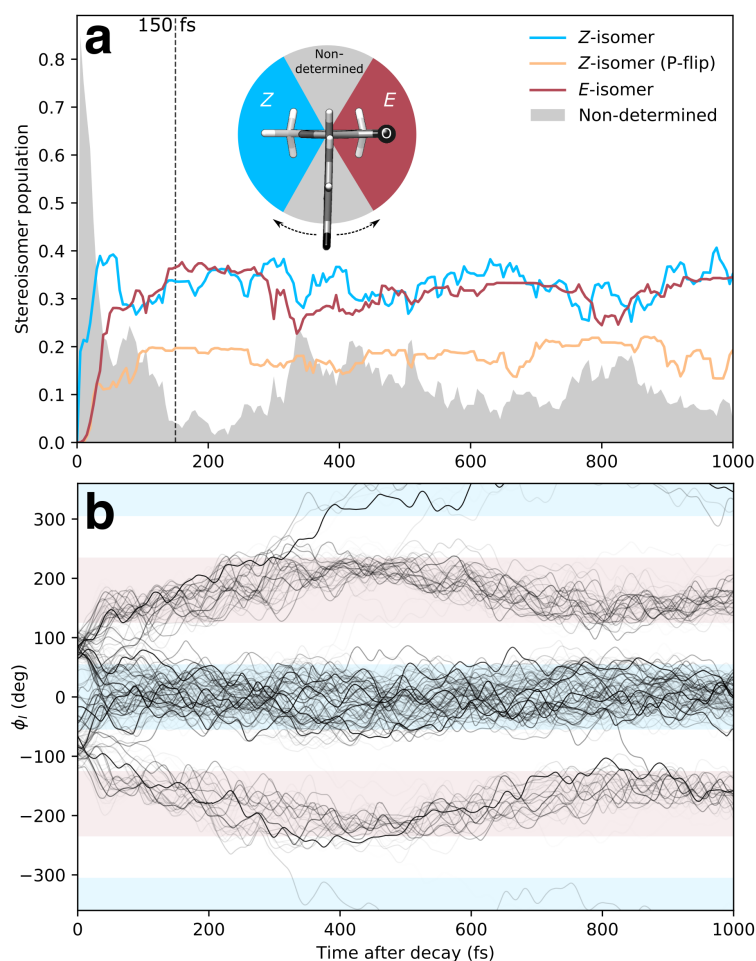 a
150 fs
Z-isomer
Z-isomer (P-flip)
E-isomer
Non-determined
Non-
determined
Z
E
Stereoisomer population
0.8
0.7
0.6
0.5
0.4
0.3
0.2
0.1
0.0
0 200 400 600 800 1000
b
ϕₗ (deg)
300
200
100
0
−100
−200
−300
0 200 400 600 800 1000
Time after decay (fs)